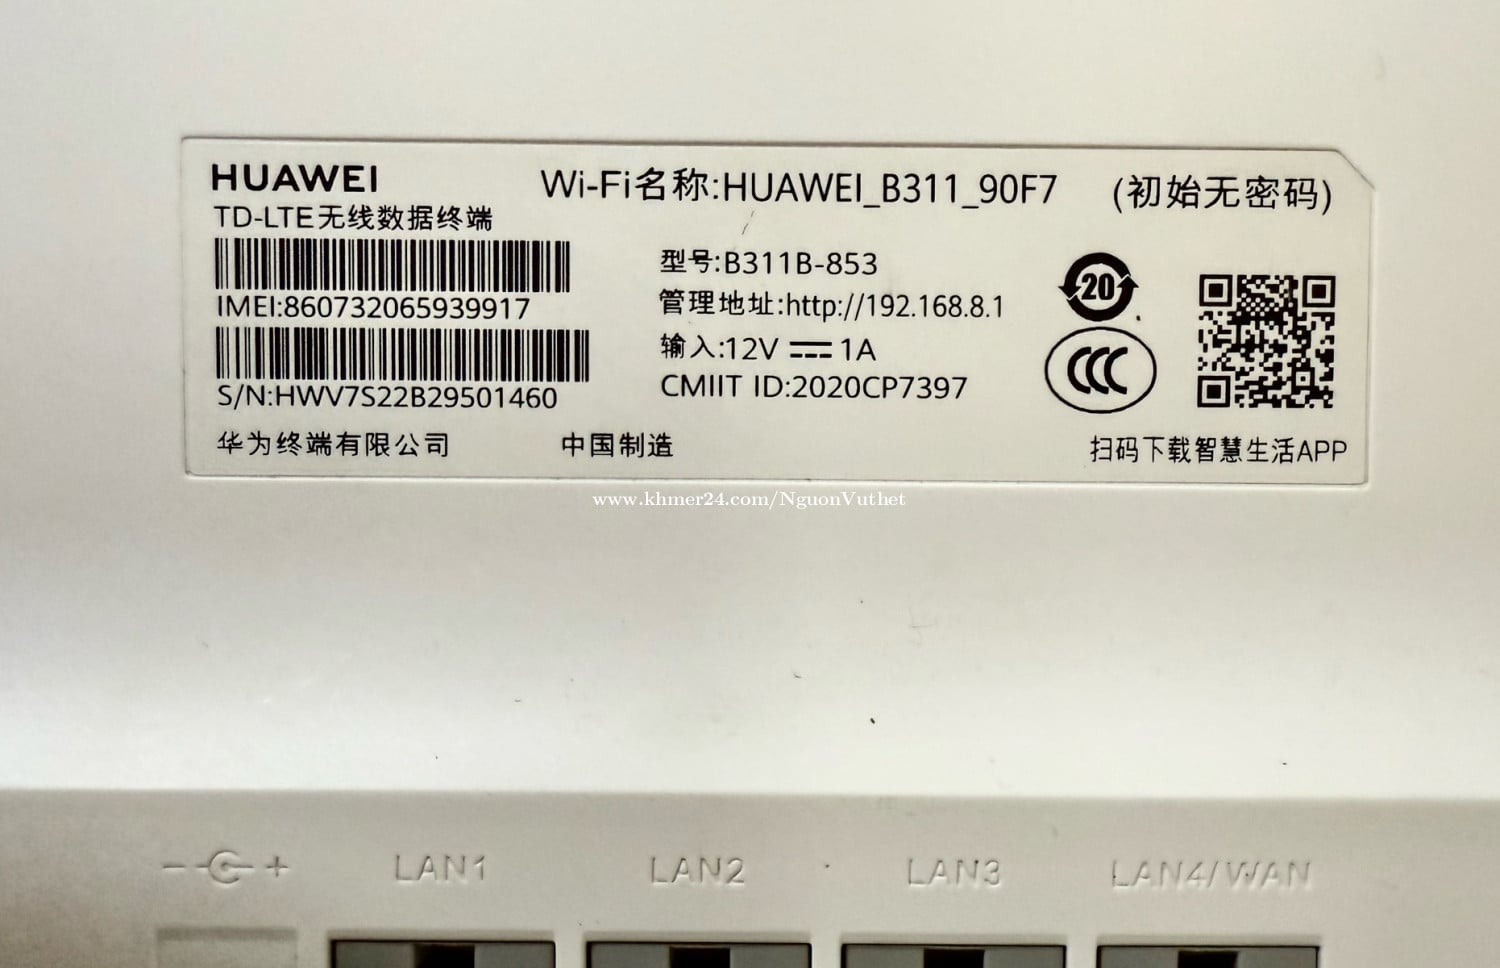 HUAWEI
TD-LTE无线数据终端
Wi-Fi名称:HUAWEI_B311_90F7 (初始无密码)
IMEI:860732065939917
S/N:HWV7S22B29501460
型号:B311B-853
管理地址:http://192.168.8.1
输入:12V ⎓ 1A
CMIIT ID:2020CP7397
20
CCC
华为终端有限公司 中国制造
扫码下载智慧生活APP
www.khmer24.com/NguonVuthet
LAN1 LAN2 LAN3 LAN4/WAN